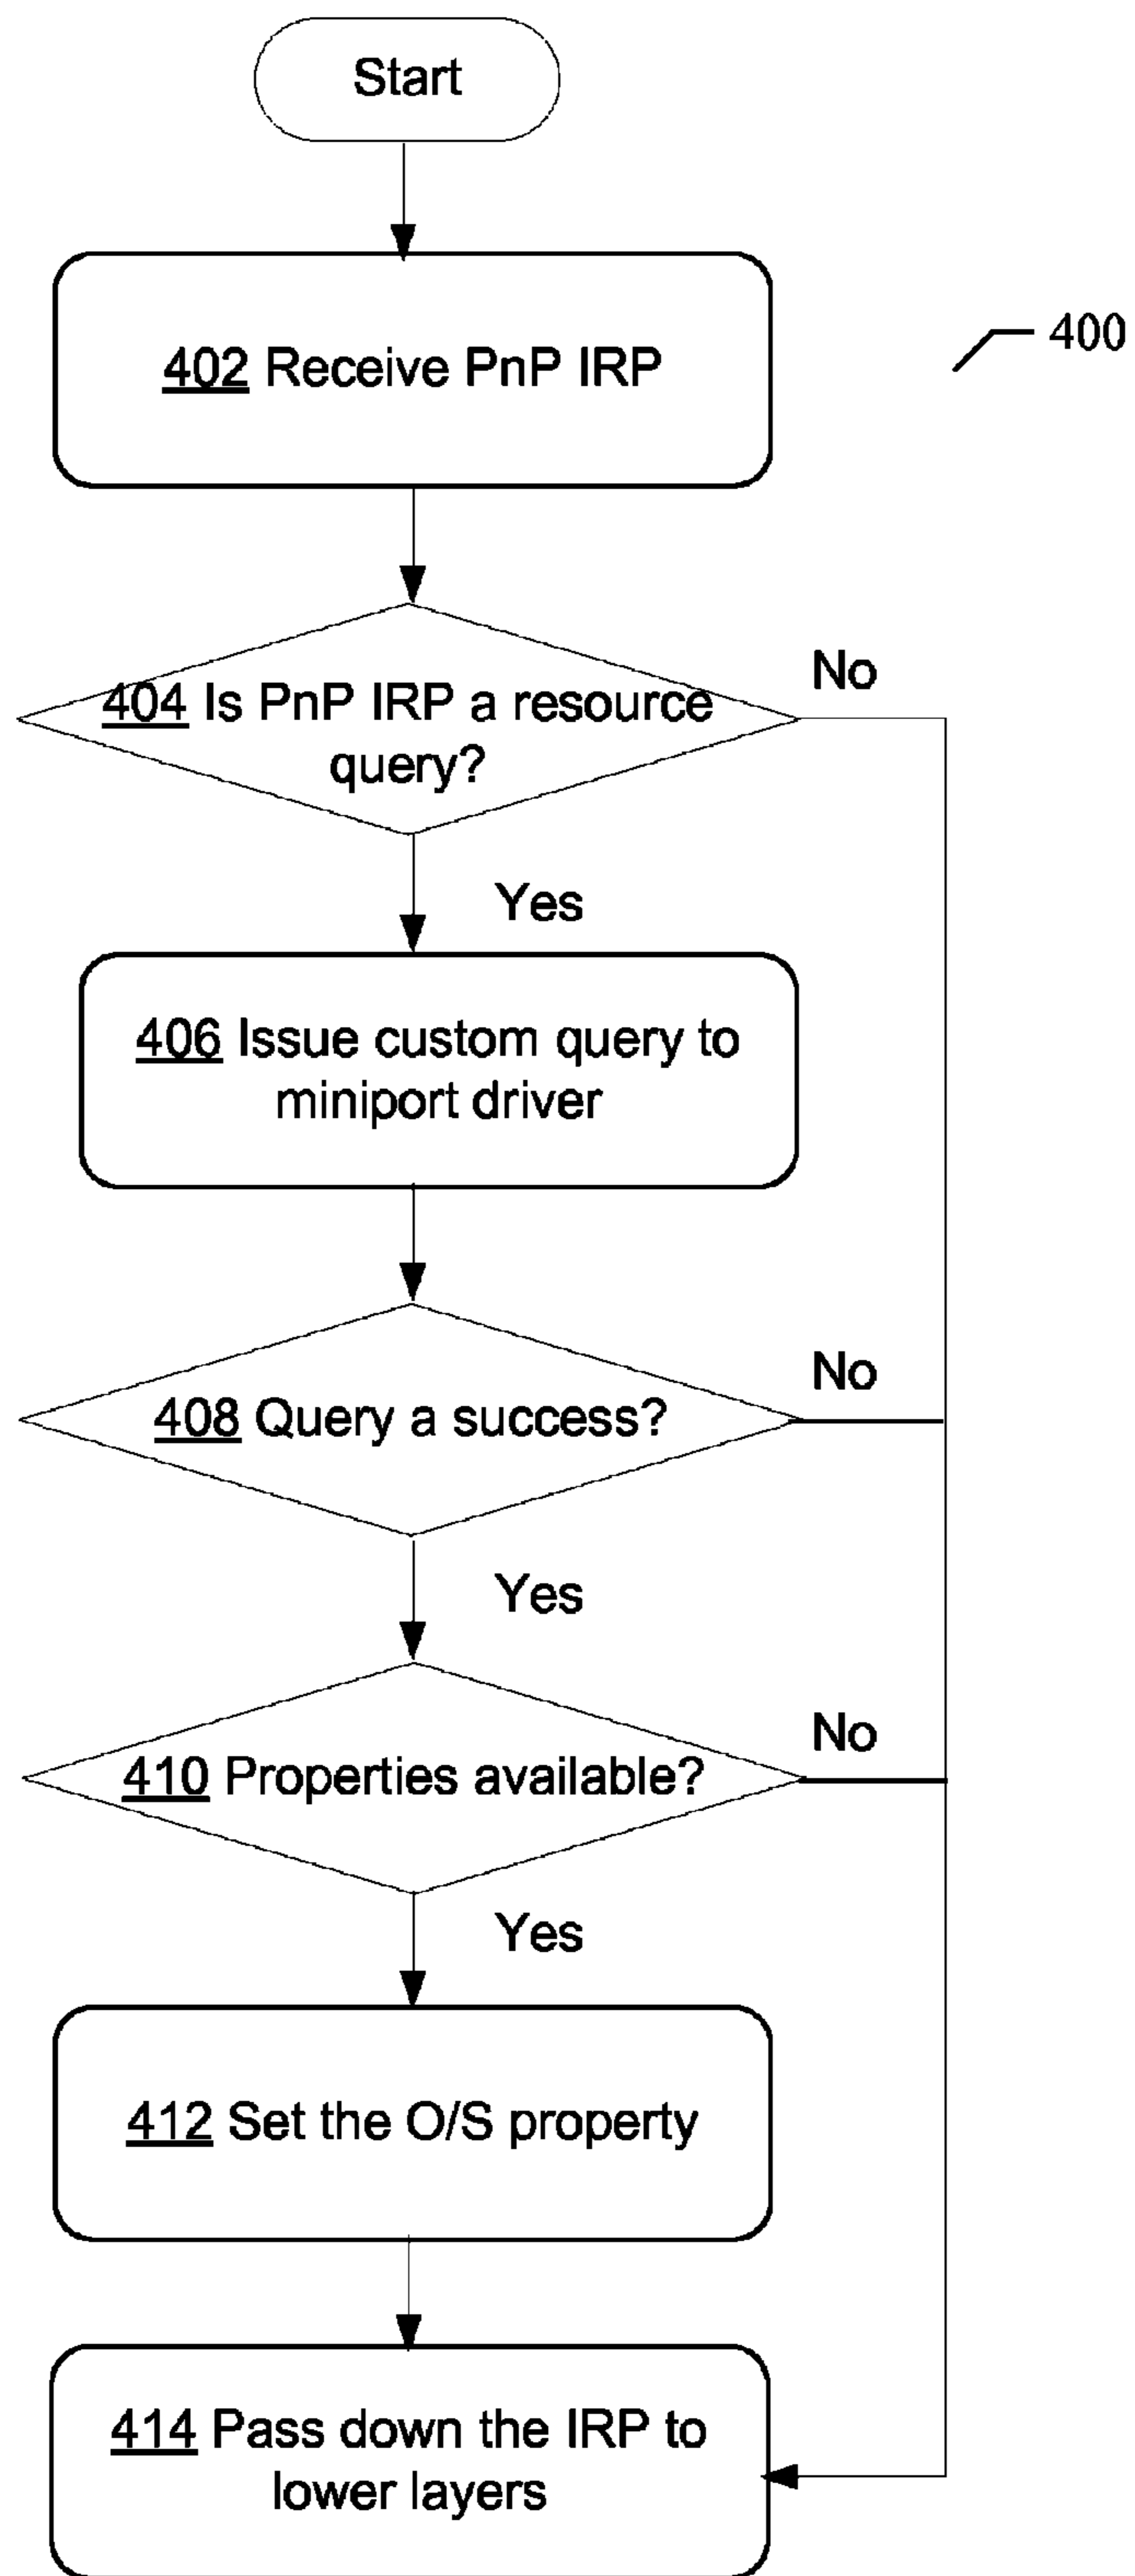 Start
402 Receive PnP IRP
400
404 Is PnP IRP a resource
query?
No
Yes
406 Issue custom query to
miniport driver
408 Query a success?
No
Yes
410 Properties available?
No
Yes
412 Set the O/S property
414 Pass down the IRP to
lower layers